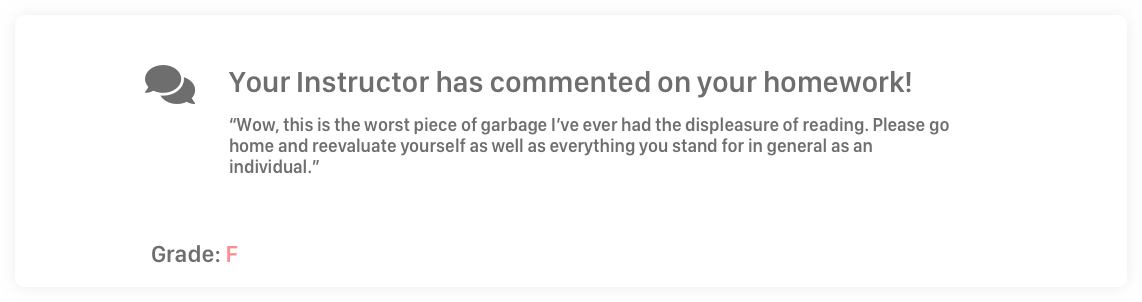 Your Instructor has commented on your homework!
“Wow, this is the worst piece of garbage I’ve ever had the displeasure of reading. Please go
home and reevaluate yourself as well as everything you stand for in general as an
individual.”
Grade: F